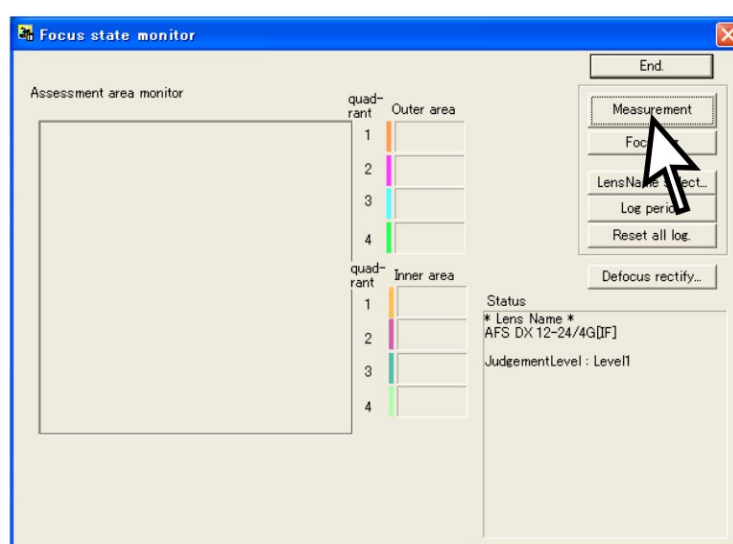 Focus state monitor
End.
Assessment area monitor
quad-
rant
Outer area
1
2
3
4
quad-
rant
Inner area
1
2
3
4
Measurement
LensName
Reset all log.
Defocus rectify...
Status
* Lens Name *
AFS DX 12-24/4G[IF]
JudgementLevel : Level1